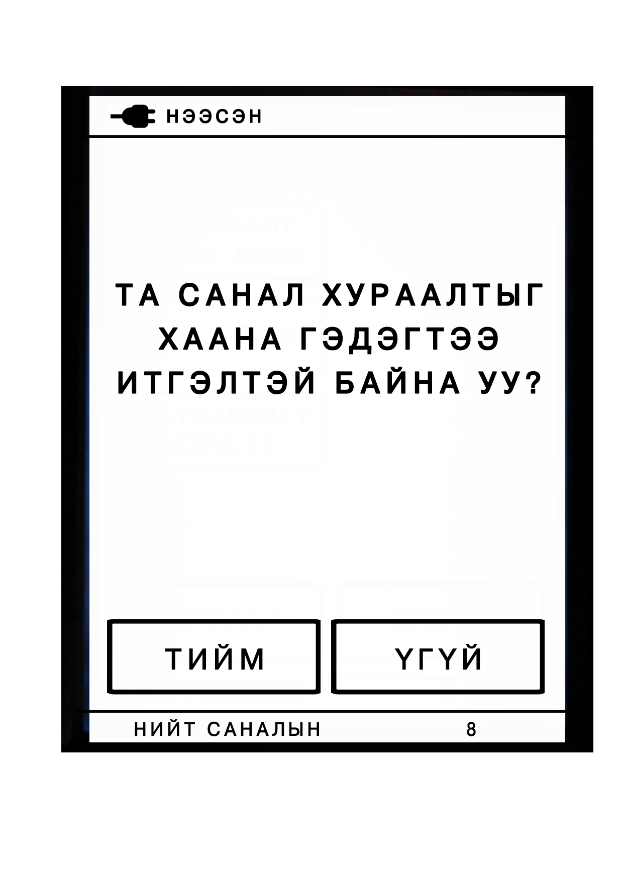 НЭЭСЭН
ТА САНАЛ ХУРААЛТЫГ
ХААНА ГЭДЭГТЭЭ
ИТГЭЛТЭЙ БАЙНА УУ?
ТИЙМ
ҮГҮЙ
НИЙТ САНАЛЫН 8